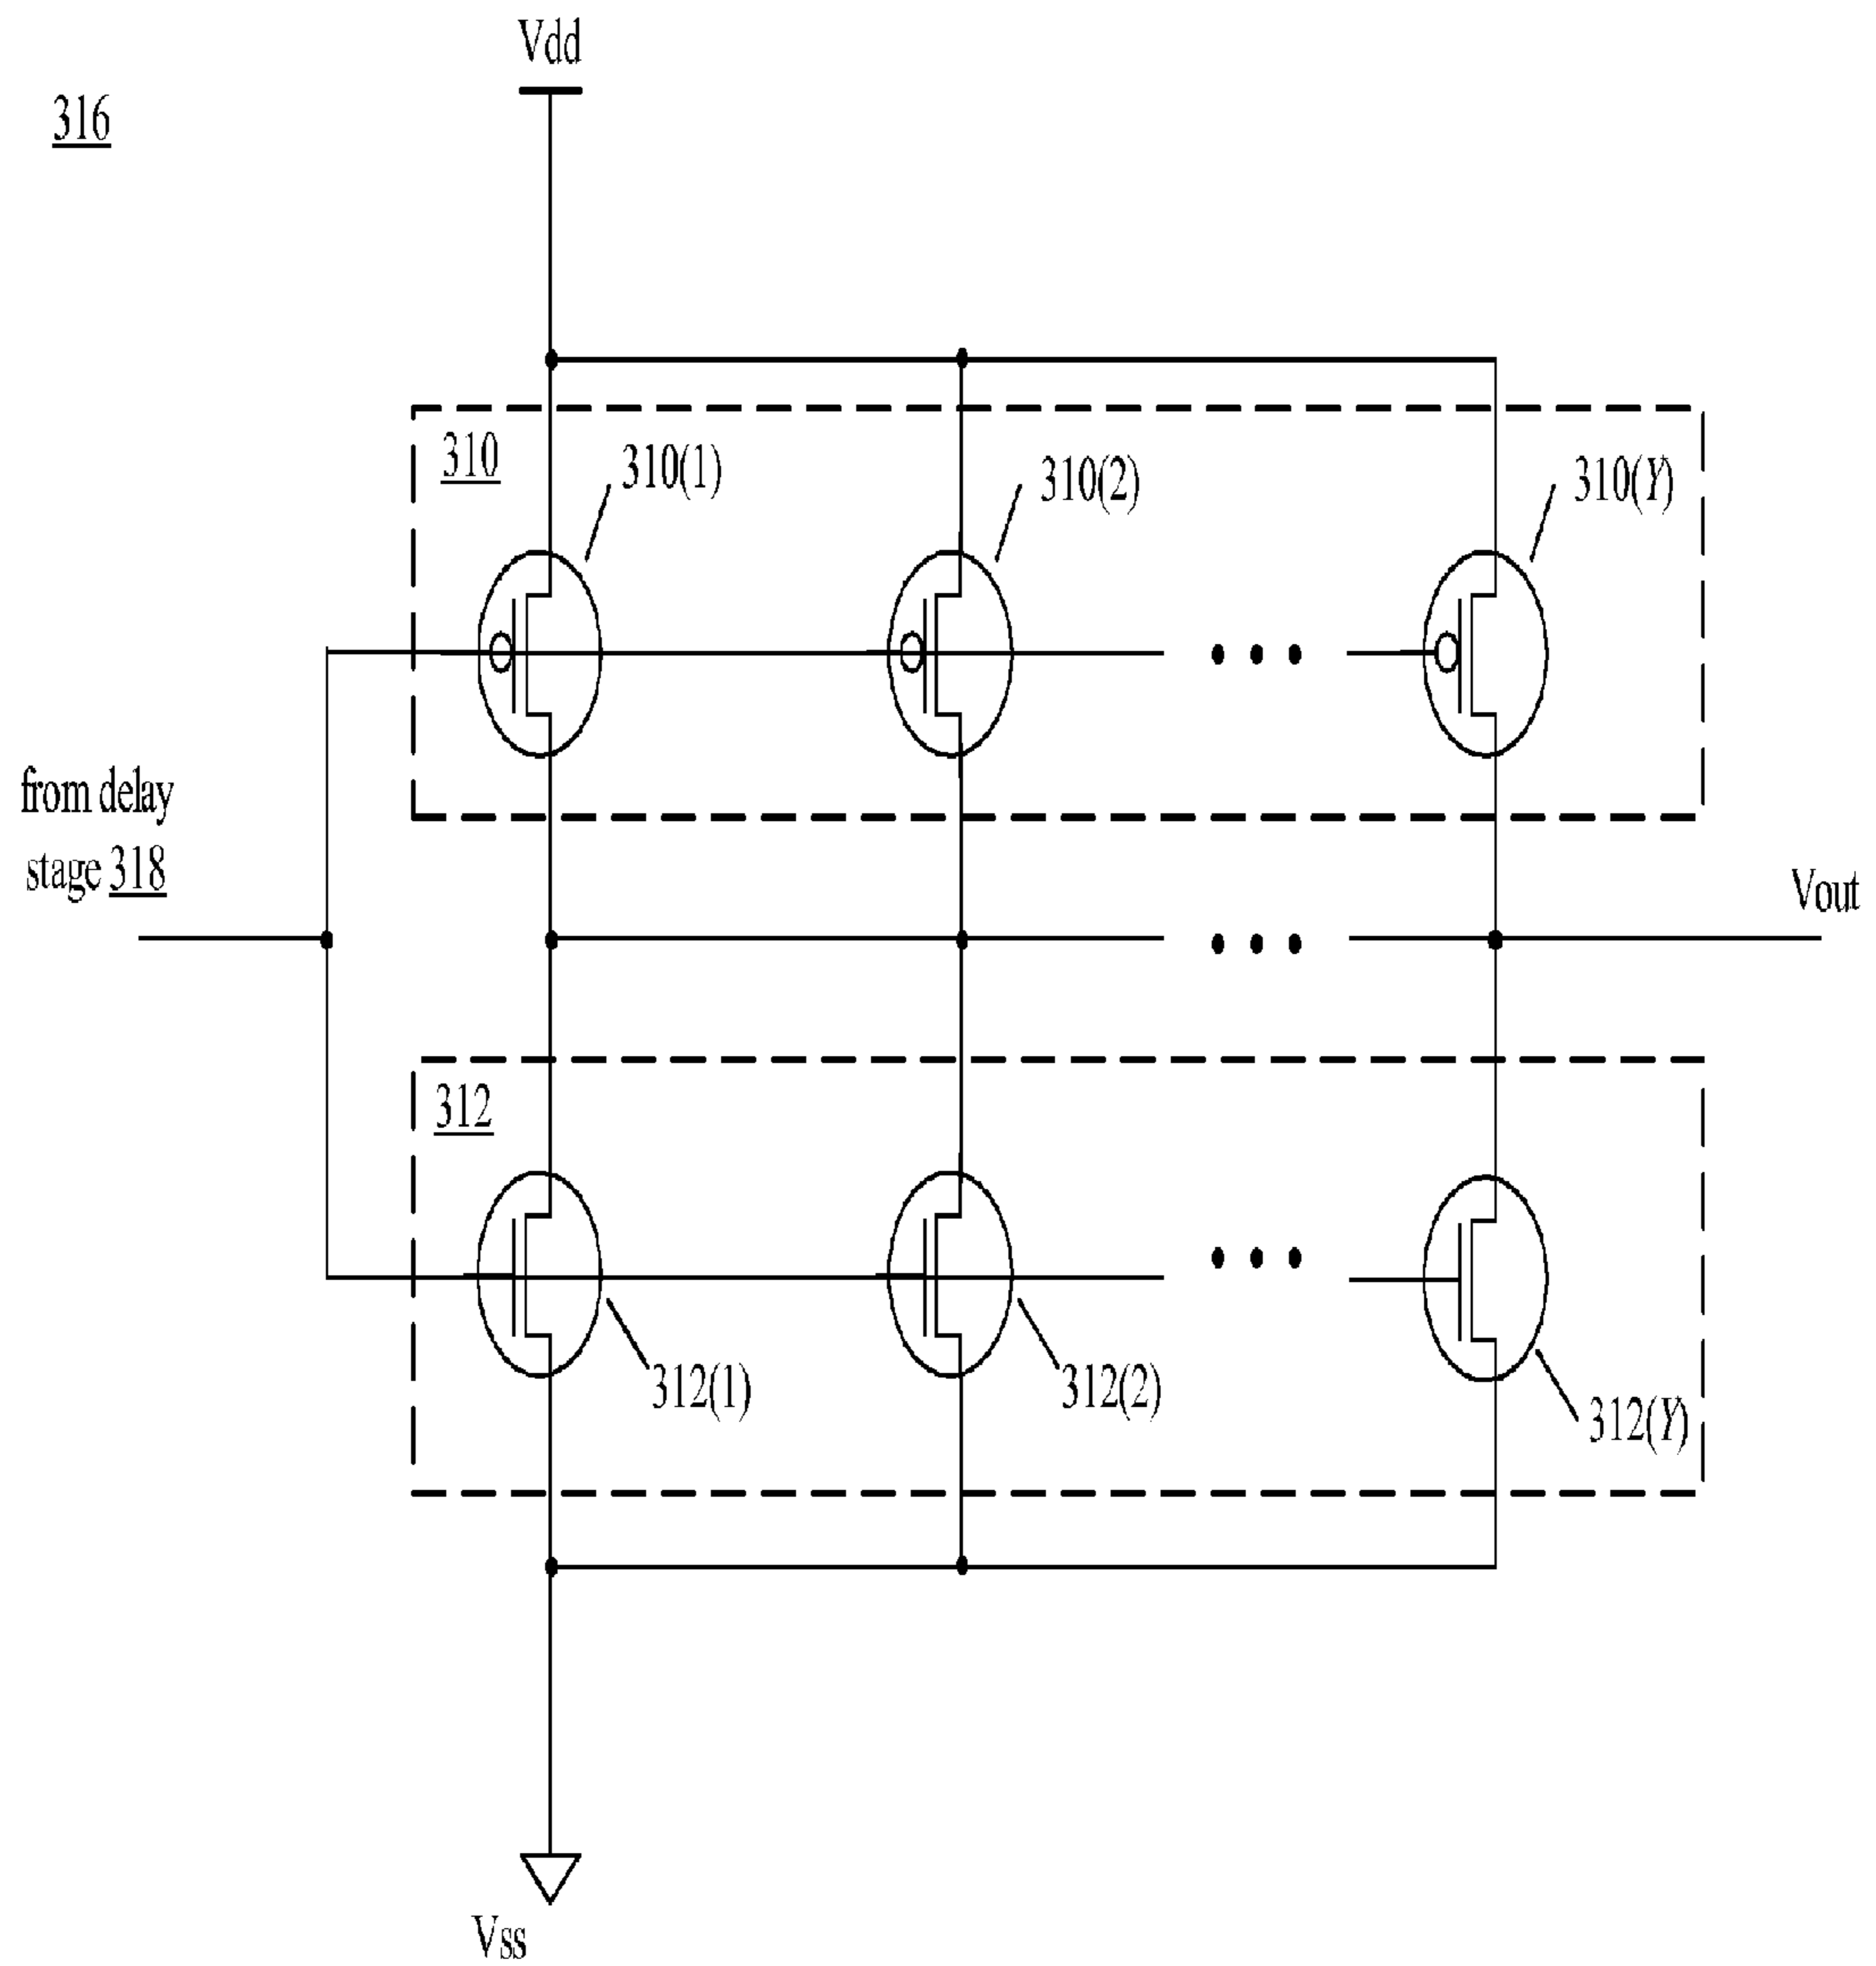 Vdd
316
310
310(1)
310(2)
310(Y)
from delay
stage 318
Vout
312
312(1)
312(2)
312(Y)
Vss